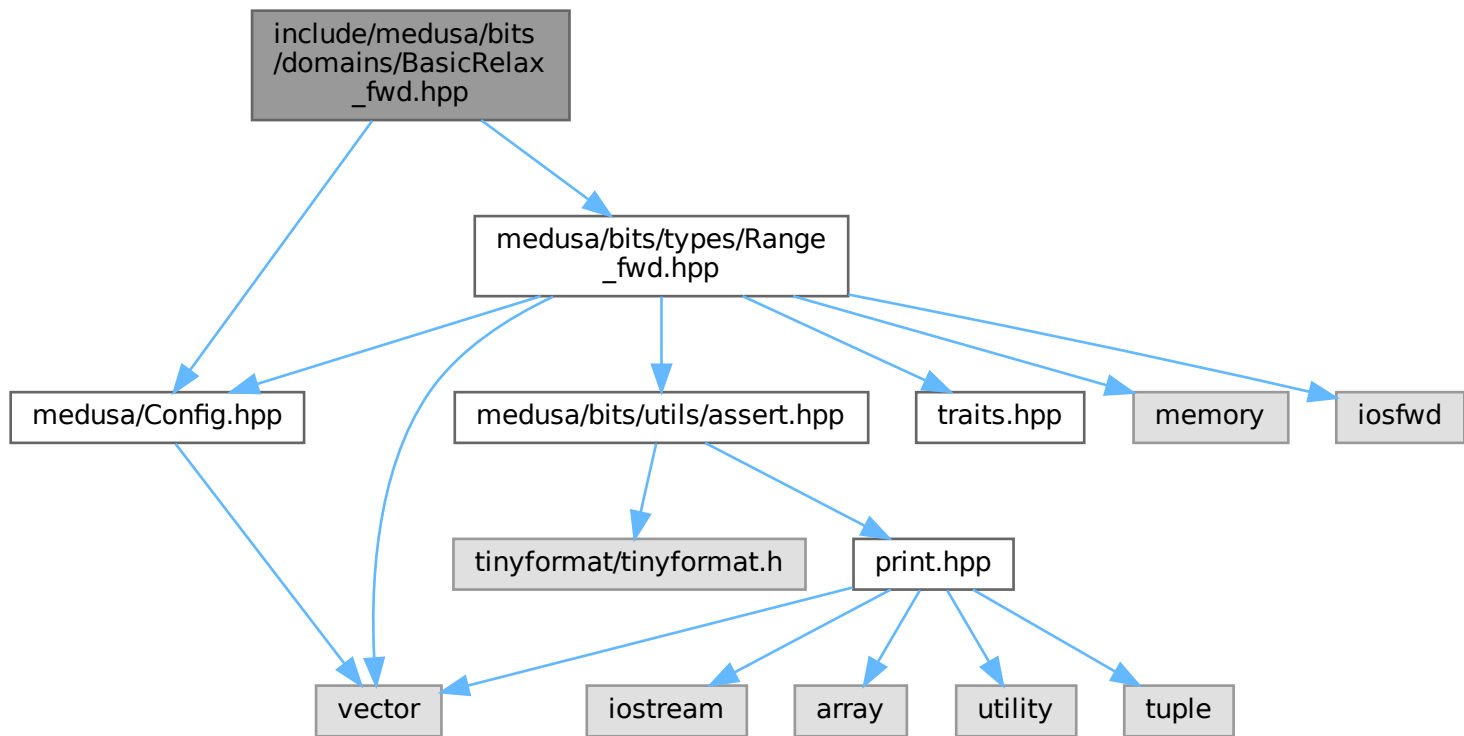 include/medusa/bits
/domains/BasicRelax
_fwd.hpp
medusa/bits/types/Range
_fwd.hpp
medusa/Config.hpp
medusa/bits/utils/assert.hpp
traits.hpp
memory
iosfwd
tinyformat/tinyformat.h
print.hpp
vector
iostream
array
utility
tuple